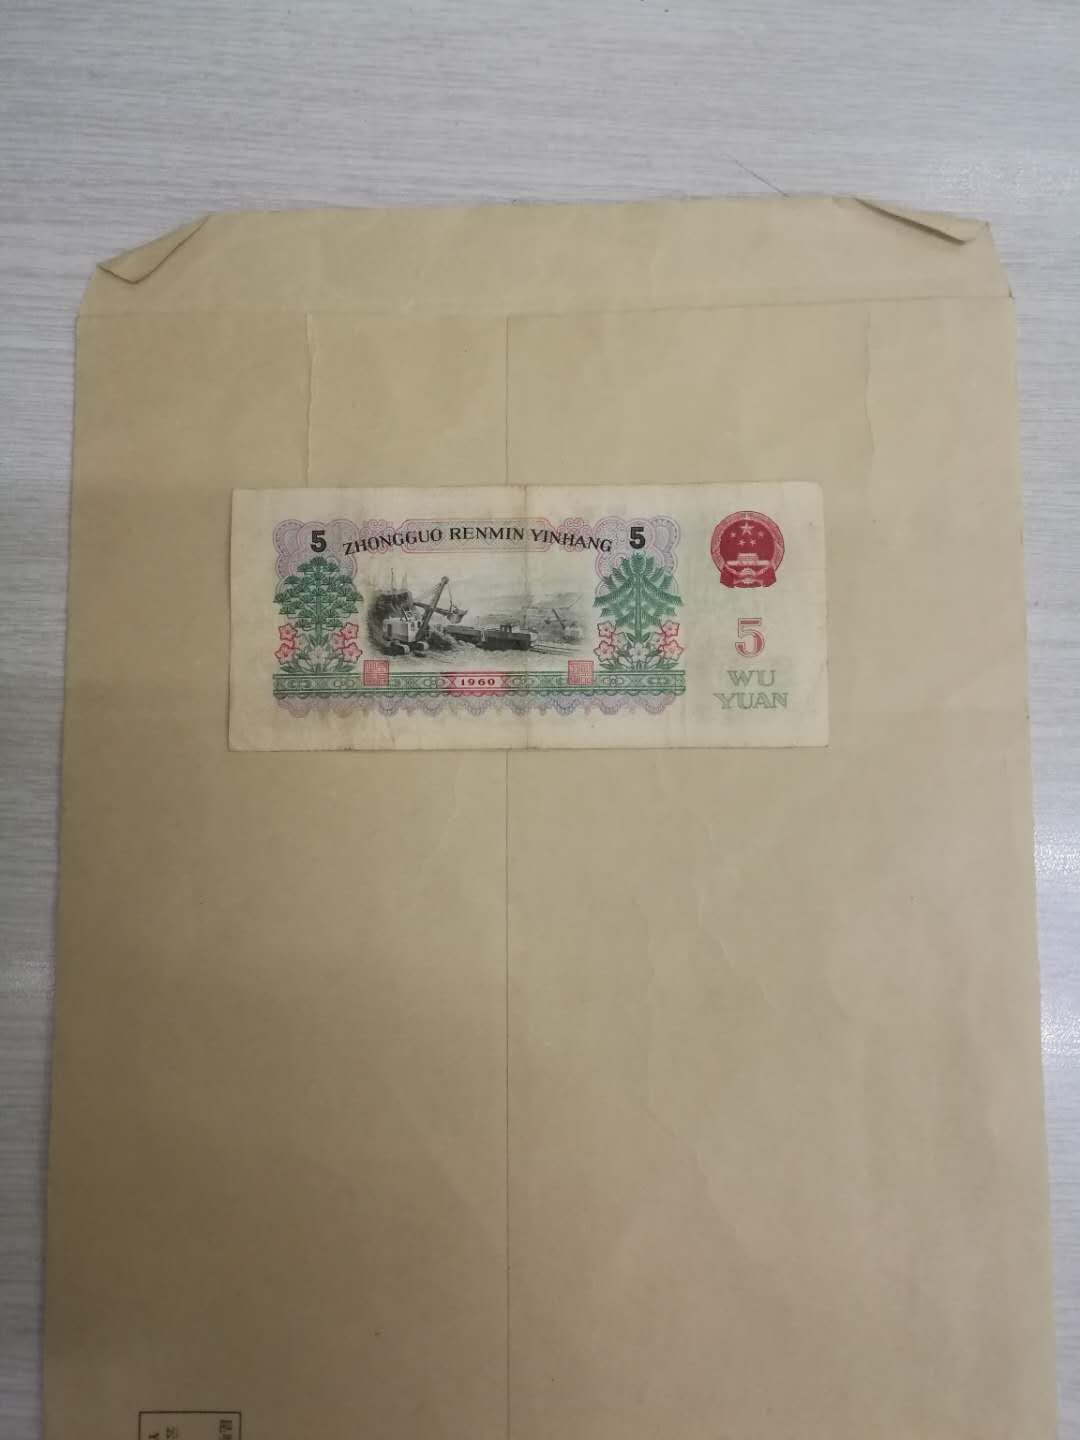 5 ZHONGGUO RENMIN YINHANG 5
5
WU
YUAN
1960